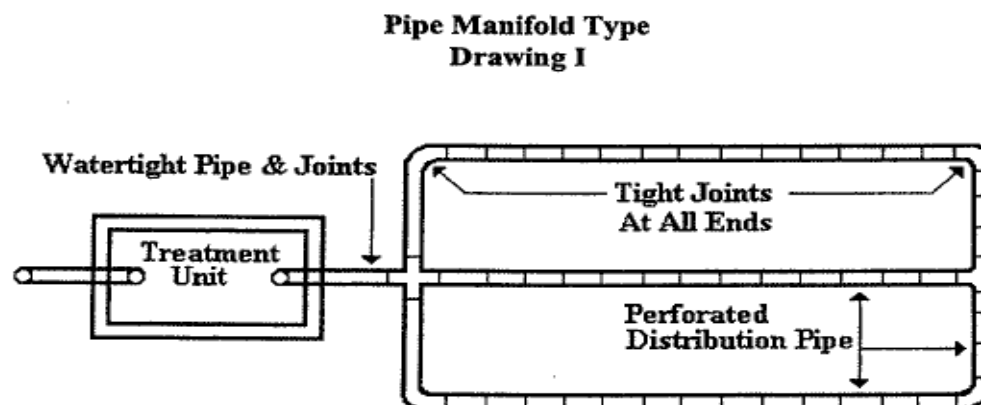 Pipe Manifold Type
Drawing I
Watertight Pipe & Joints
Tight Joints
At All Ends
Treatment
Unit
Perforated
Distribution Pipe